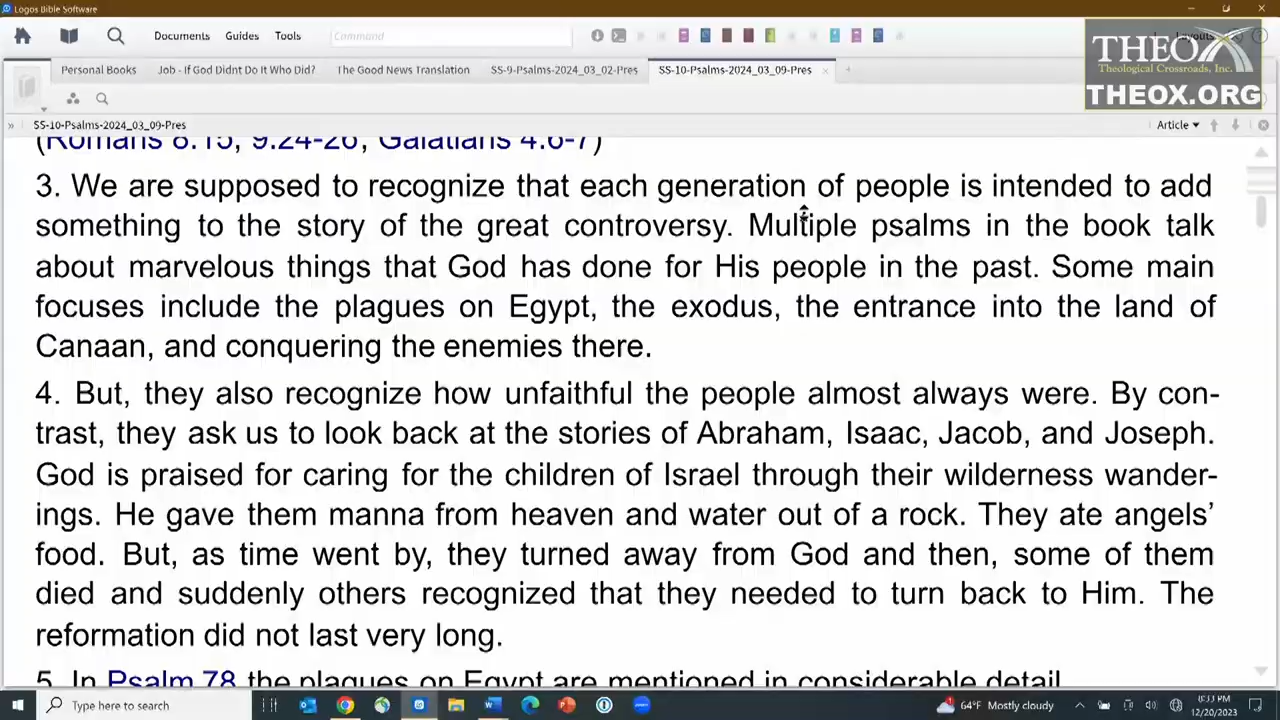 Logos Bible Software
Documents Guides Tools Command
THEOX
Theological Crossroads, Inc.
THEOX.ORG
Personal Books Job - If God Didnt Do It Who Did? The Good News Tour SS-09-Psalms-2024_03_02-Pres SS-10-Psalms-2024_03_09-Pres
SS-10-Psalms-2024_03_09-Pres Article
(Romans 8.15; 9.24-26; Galatians 4.6-7)
3. We are supposed to recognize that each generation of people is intended to add
something to the story of the great controversy. Multiple psalms in the book talk
about marvelous things that God has done for His people in the past. Some main
focuses include the plagues on Egypt, the exodus, the entrance into the land of
Canaan, and conquering the enemies there.
4. But, they also recognize how unfaithful the people almost always were. By con-
trast, they ask us to look back at the stories of Abraham, Isaac, Jacob, and Joseph.
God is praised for caring for the children of Israel through their wilderness wander-
ings. He gave them manna from heaven and water out of a rock. They ate angels’
food. But, as time went by, they turned away from God and then, some of them
died and suddenly others recognized that they needed to turn back to Him. The
reformation did not last very long.
5. In Psalm 78 the plagues on Egypt are mentioned in considerable detail
Type here to search
64°F Mostly cloudy
8:33 PM
12/20/2023